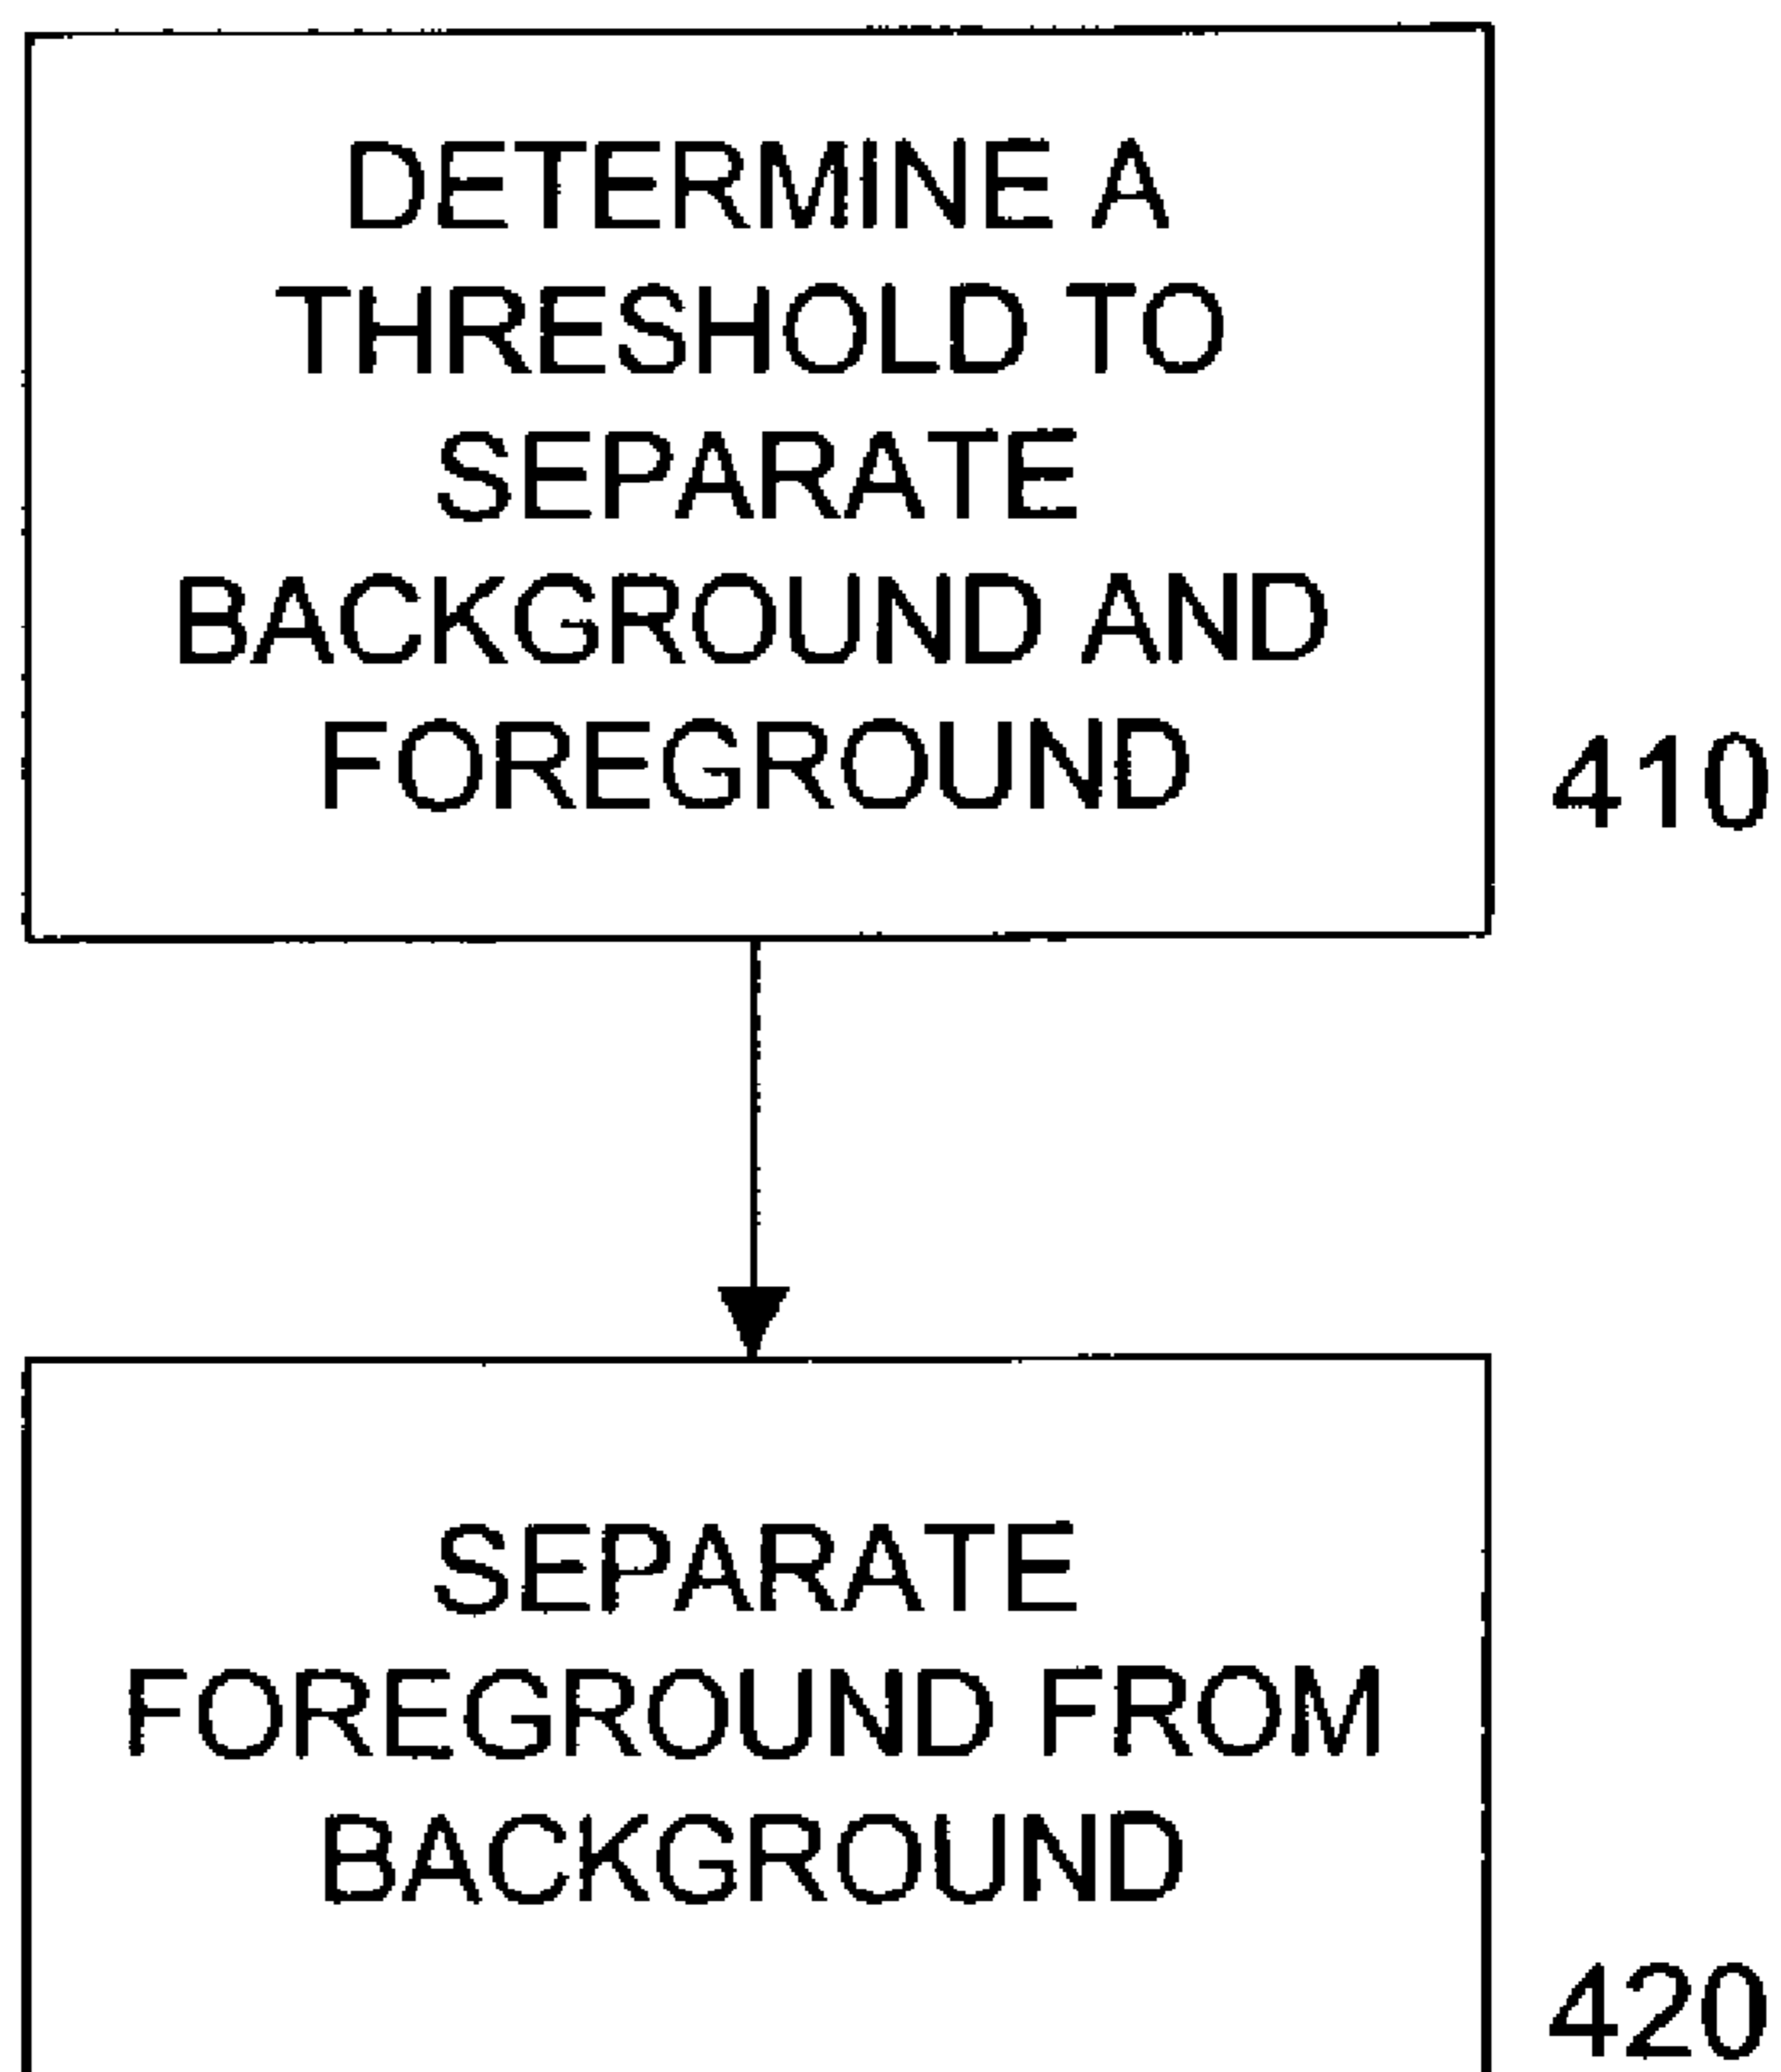 DETERMINE A
THRESHOLD TO
SEPARATE
BACKGROUND AND
FOREGROUND
410
SEPARATE
FOREGROUND FROM
BACKGROUND
420